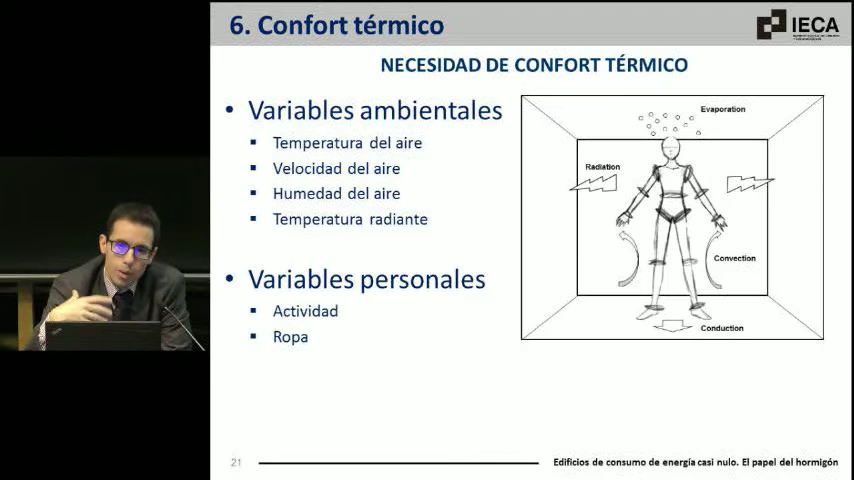 6. Confort térmico
IECA
NECESIDAD DE CONFORT TÉRMICO
• Variables ambientales
▪ Temperatura del aire
▪ Velocidad del aire
▪ Humedad del aire
▪ Temperatura radiante
• Variables personales
▪ Actividad
▪ Ropa
Evaporation
Radiation
Convection
Conduction
21
Edificios de consumo de energía casi nulo. El papel del hormigón